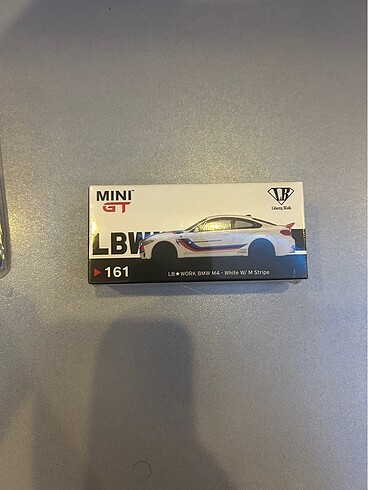 MINI
GT
LB
Liberty Walk
LBW
161
LB★WORK BMW M4 - White W/ M Stripe